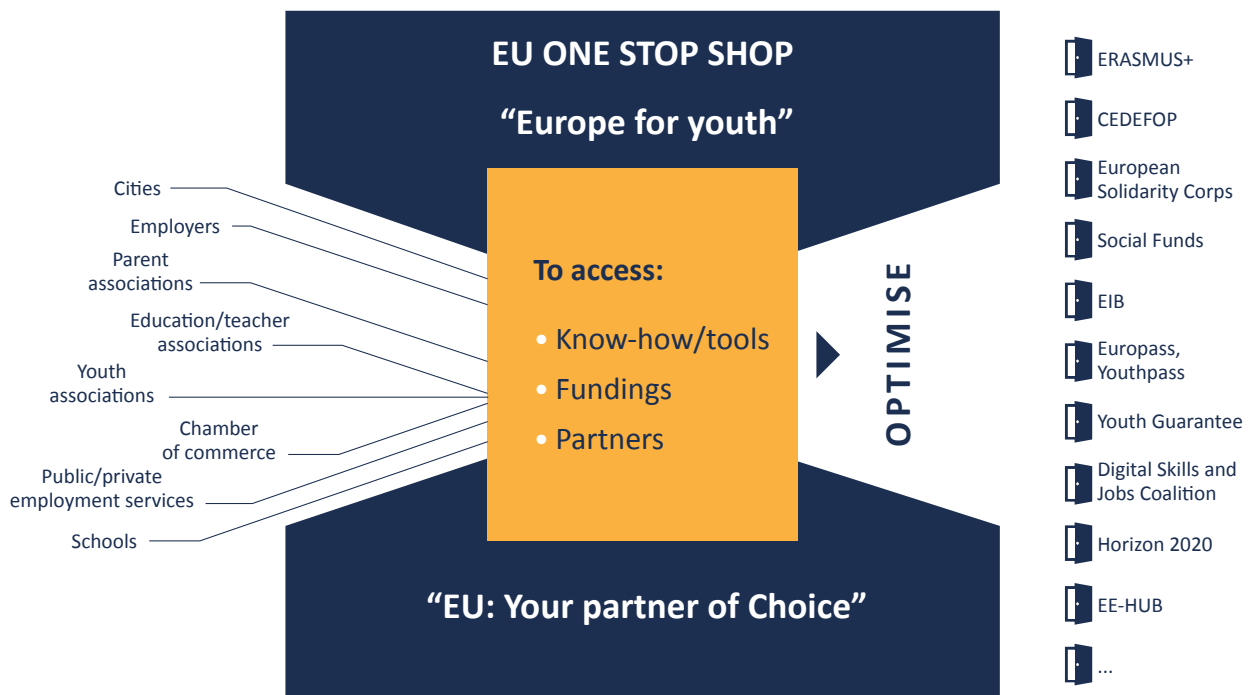 EU ONE STOP SHOP
“Europe for youth”
Cities
Employers
Parent
associations
Education/teacher
associations
Youth
associations
Chamber
of commerce
Public/private
employment services
Schools
To access:
• Know-how/tools
• Fundings
• Partners
“EU: Your partner of Choice”
OPTIMISE
ERASMUS+
CEDEFOP
European
Solidarity Corps
Social Funds
EIB
Europass,
Youthpass
Youth Guarantee
Digital Skills and
Jobs Coalition
Horizon 2020
EE-HUB
...